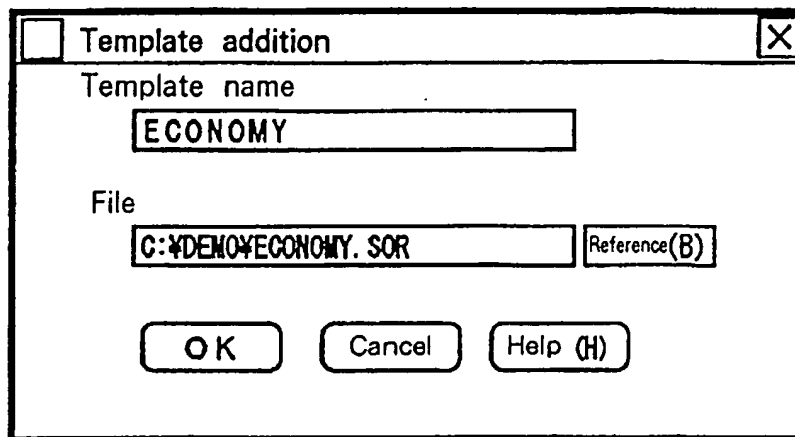 Template addition
Template name
ECONOMY
File
C:¥DEMO¥ECONOMY.SOR Reference(B)
OK Cancel Help (H)